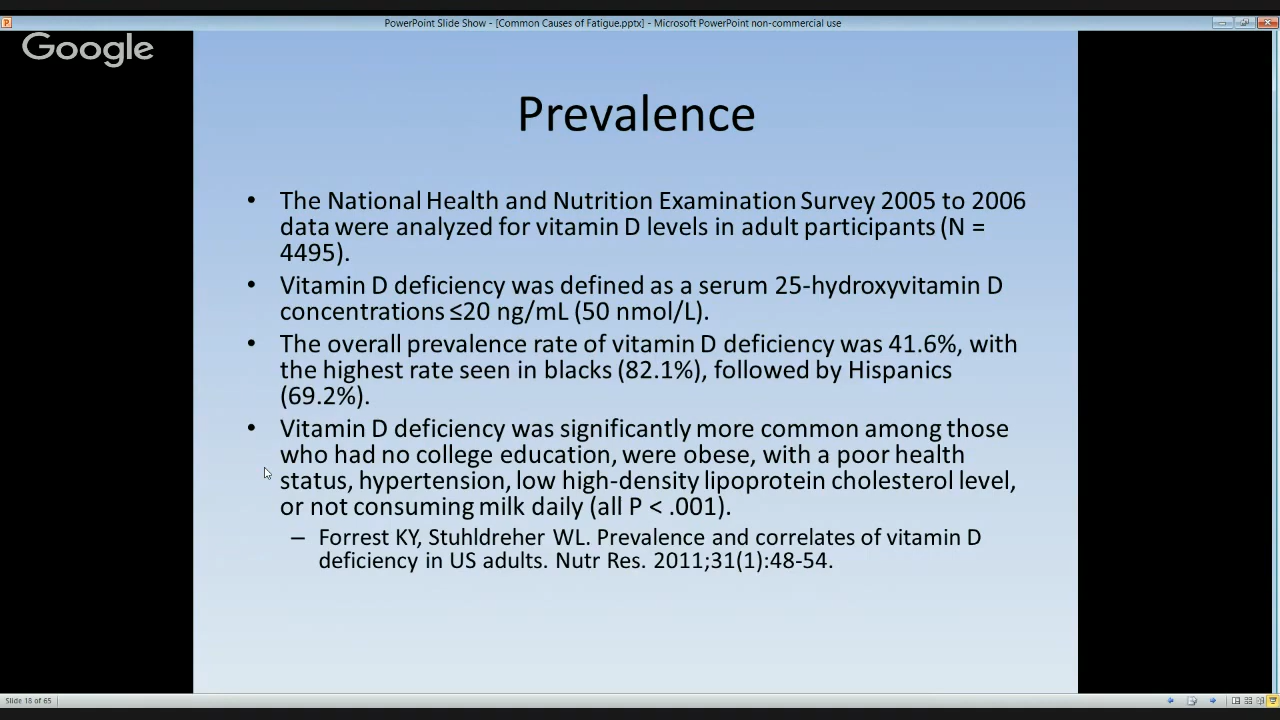 PowerPoint Slide Show - [Common Causes of Fatigue.pptx] - Microsoft PowerPoint non-commercial use
Google
Prevalence
• The National Health and Nutrition Examination Survey 2005 to 2006
data were analyzed for vitamin D levels in adult participants (N =
4495).
• Vitamin D deficiency was defined as a serum 25-hydroxyvitamin D
concentrations ≤20 ng/mL (50 nmol/L).
• The overall prevalence rate of vitamin D deficiency was 41.6%, with
the highest rate seen in blacks (82.1%), followed by Hispanics
(69.2%).
• Vitamin D deficiency was significantly more common among those
who had no college education, were obese, with a poor health
status, hypertension, low high-density lipoprotein cholesterol level,
or not consuming milk daily (all P < .001).
– Forrest KY, Stuhldreher WL. Prevalence and correlates of vitamin D
deficiency in US adults. Nutr Res. 2011;31(1):48-54.
Slide 18 of 65